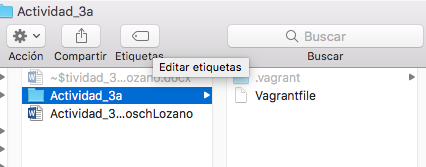 Actividad_3a
Buscar
Acción Compartir Etiquetas Buscar
Editar etiquetas
~$tividad_3...ozano.docx
.vagrant
Actividad_3a
Vagrantfile
Actividad_3...oschLozano